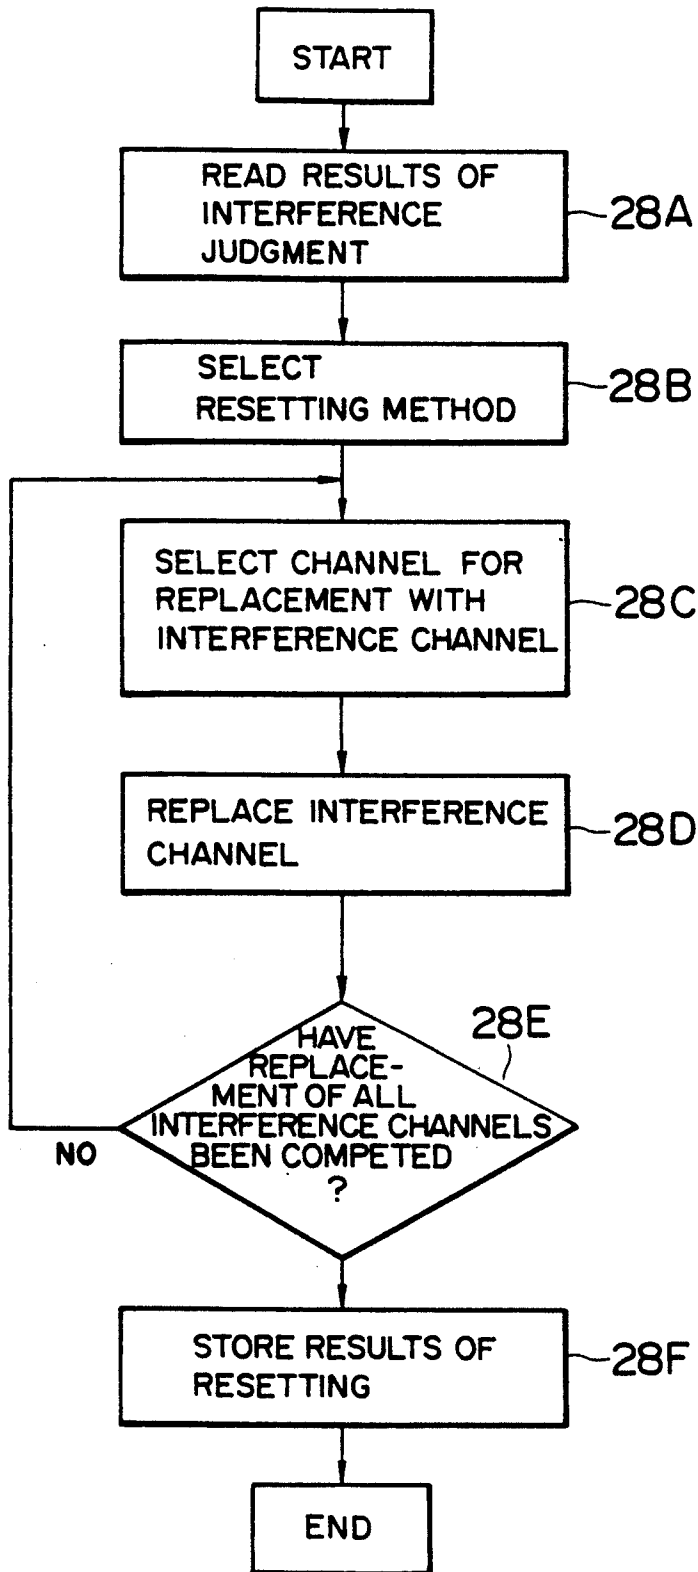 START
READ RESULTS OF
INTERFERENCE
JUDGMENT
28A
SELECT
RESETTING METHOD
28B
SELECT CHANNEL FOR
REPLACEMENT WITH
INTERFERENCE CHANNEL
28C
REPLACE INTERFERENCE
CHANNEL
28D
28E
HAVE
REPLACE-
MENT OF ALL
INTERFERENCE CHANNELS
BEEN COMPETED
?
NO
STORE RESULTS OF
RESETTING
28F
END